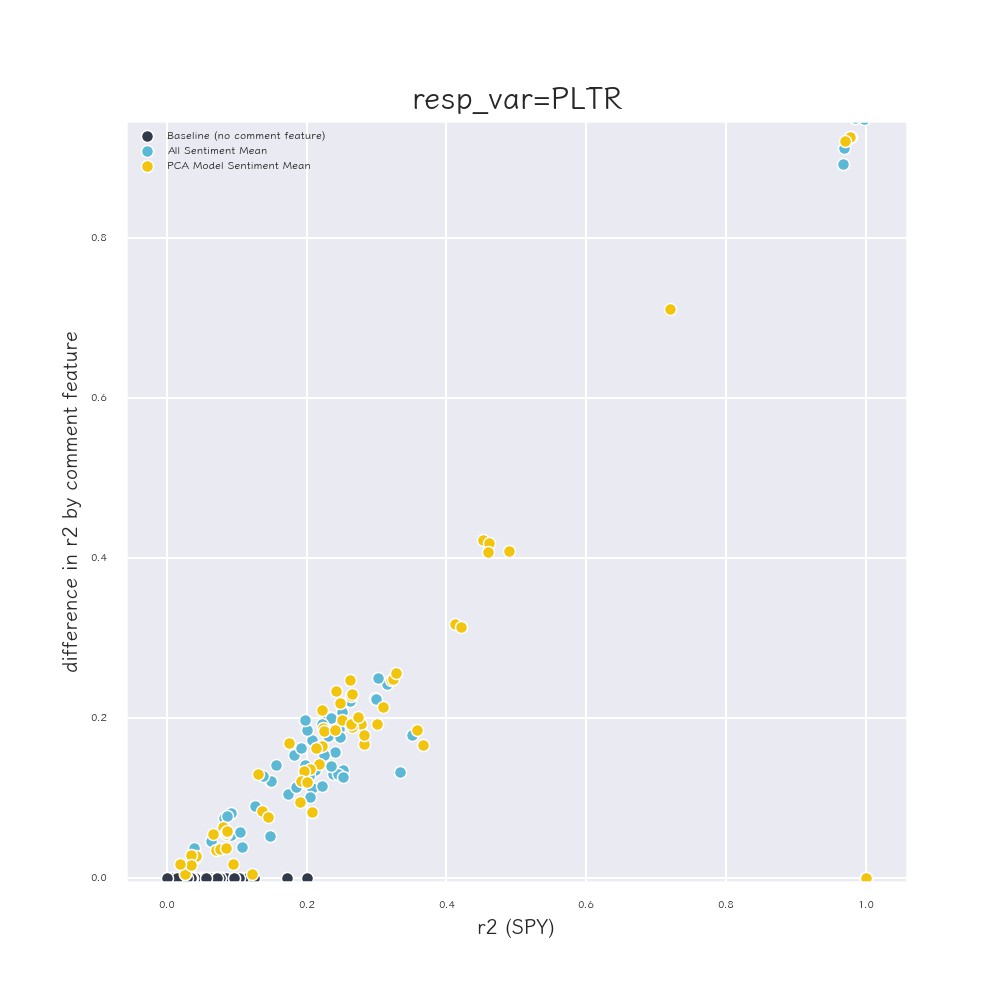 resp_var=PLTR
Baseline (no comment feature)
All Sentiment Mean
PCA Model Sentiment Mean
difference in r2 by comment feature
0.8
0.6
0.4
0.2
0.0
0.0 0.2 0.4 0.6 0.8 1.0
r2 (SPY)